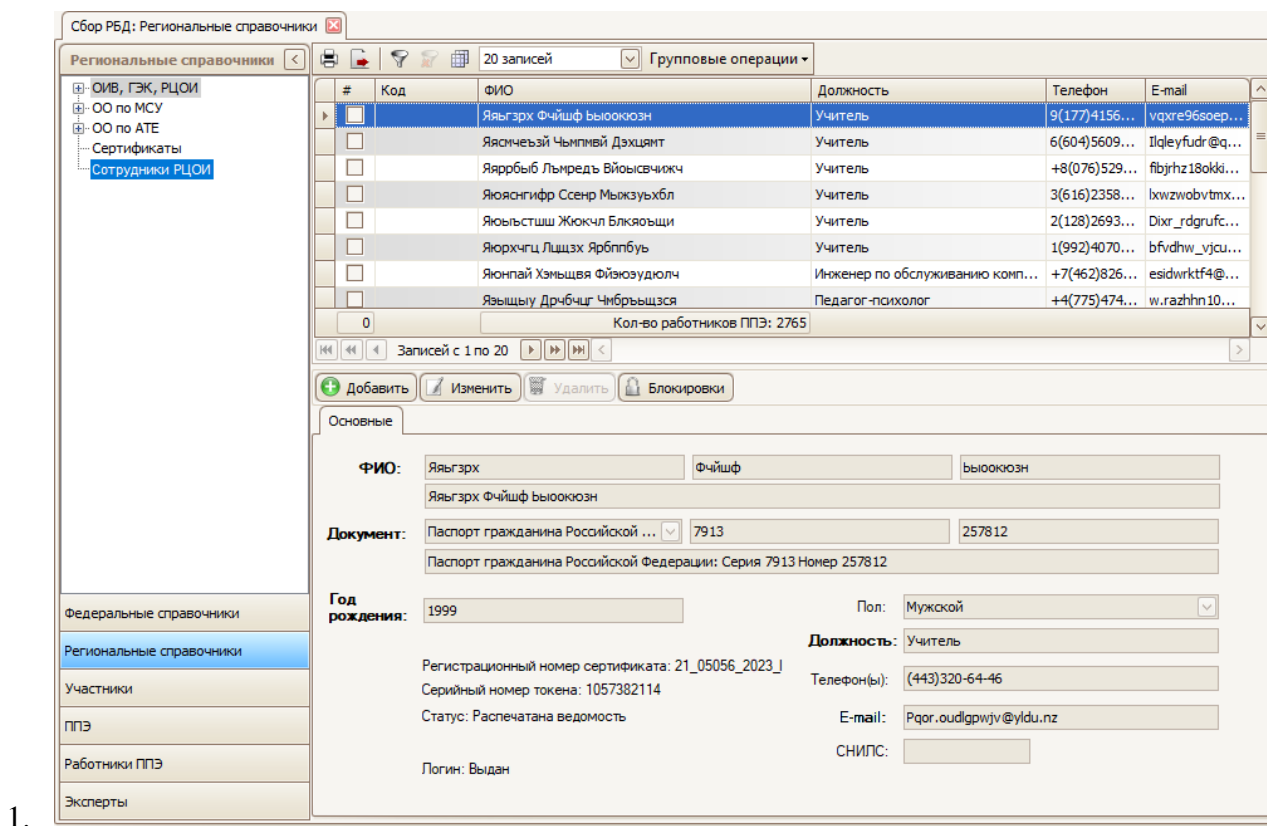 Сбор РБД: Региональные справочники
Региональные справочники
20 записей Групповые операции
ОИВ, ГЭК, РЦОИ
ОО по МСУ
ОО по АТЕ
Сертификаты
Сотрудники РЦОИ
# Код ФИО Должность Телефон E-mail
Яяьгзрх Фчйшф Ьыоокюзн Учитель 9(177)4156... vqxre96soep...
Яясмчеъзй Чьмпмвй Дэхцямт Учитель 6(604)5609... Ilqleyfudr@q...
Яяррбыб Лъмредъ Вйоысвчижч Учитель +8(076)529... fibjrhz18okki...
Яюяснгифр Ссенр Мыжзуьхбл Учитель 3(616)2358... lxwzwobvtmx...
Яюыъстшш Жюкчл Блкяоъщи Учитель 2(128)2693... Dixr_rdgrufc...
Яюрхчгц Лщщзх Ярбппбуь Учитель 1(992)4070... bfvdhw_vjcu...
Яюнпай Хэмьщвя Фйэюэудюлч Инженер по обслуживанию комп... +7(462)826... esidwrktf4@...
Яэыщыу Дрчбчцг Чмбръыщзся Педагог-психолог +4(775)474... w.razhhn10...
0 Кол-во работников ППЭ: 2765
Записей с 1 по 20
Добавить Изменить Удалить Блокировки
Основные
ФИО: Яяьгзрх Фчйшф Ьыоокюзн
Яяьгзрх Фчйшф Ьыоокюзн
Документ: Паспорт гражданина Российской ... 7913 257812
Паспорт гражданина Российской Федерации: Серия 7913 Номер 257812
Год
рождения: 1999
Пол: Мужской
Должность: Учитель
Регистрационный номер сертификата: 21_05056_2023_I
Серийный номер токена: 1057382114
Телефон(ы): (443)320-64-46
Статус: Распечатана ведомость
E-mail: Pqor.oudlgpwjv@yldu.nz
СНИЛС:
Логин: Выдан
Федеральные справочники
Региональные справочники
Участники
ППЭ
Работники ППЭ
Эксперты
1.